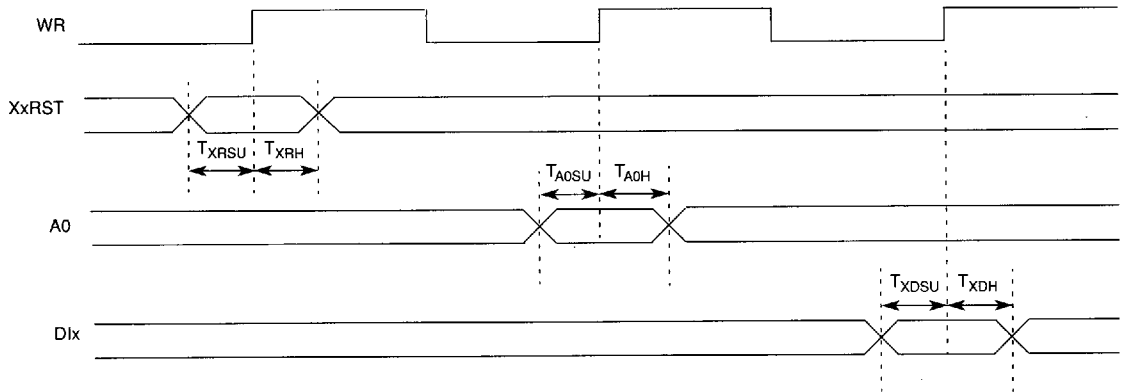 WR
XxRST
TXRSU TXRH
TA0SU TA0H
A0
TXDSU TXDH
DIx